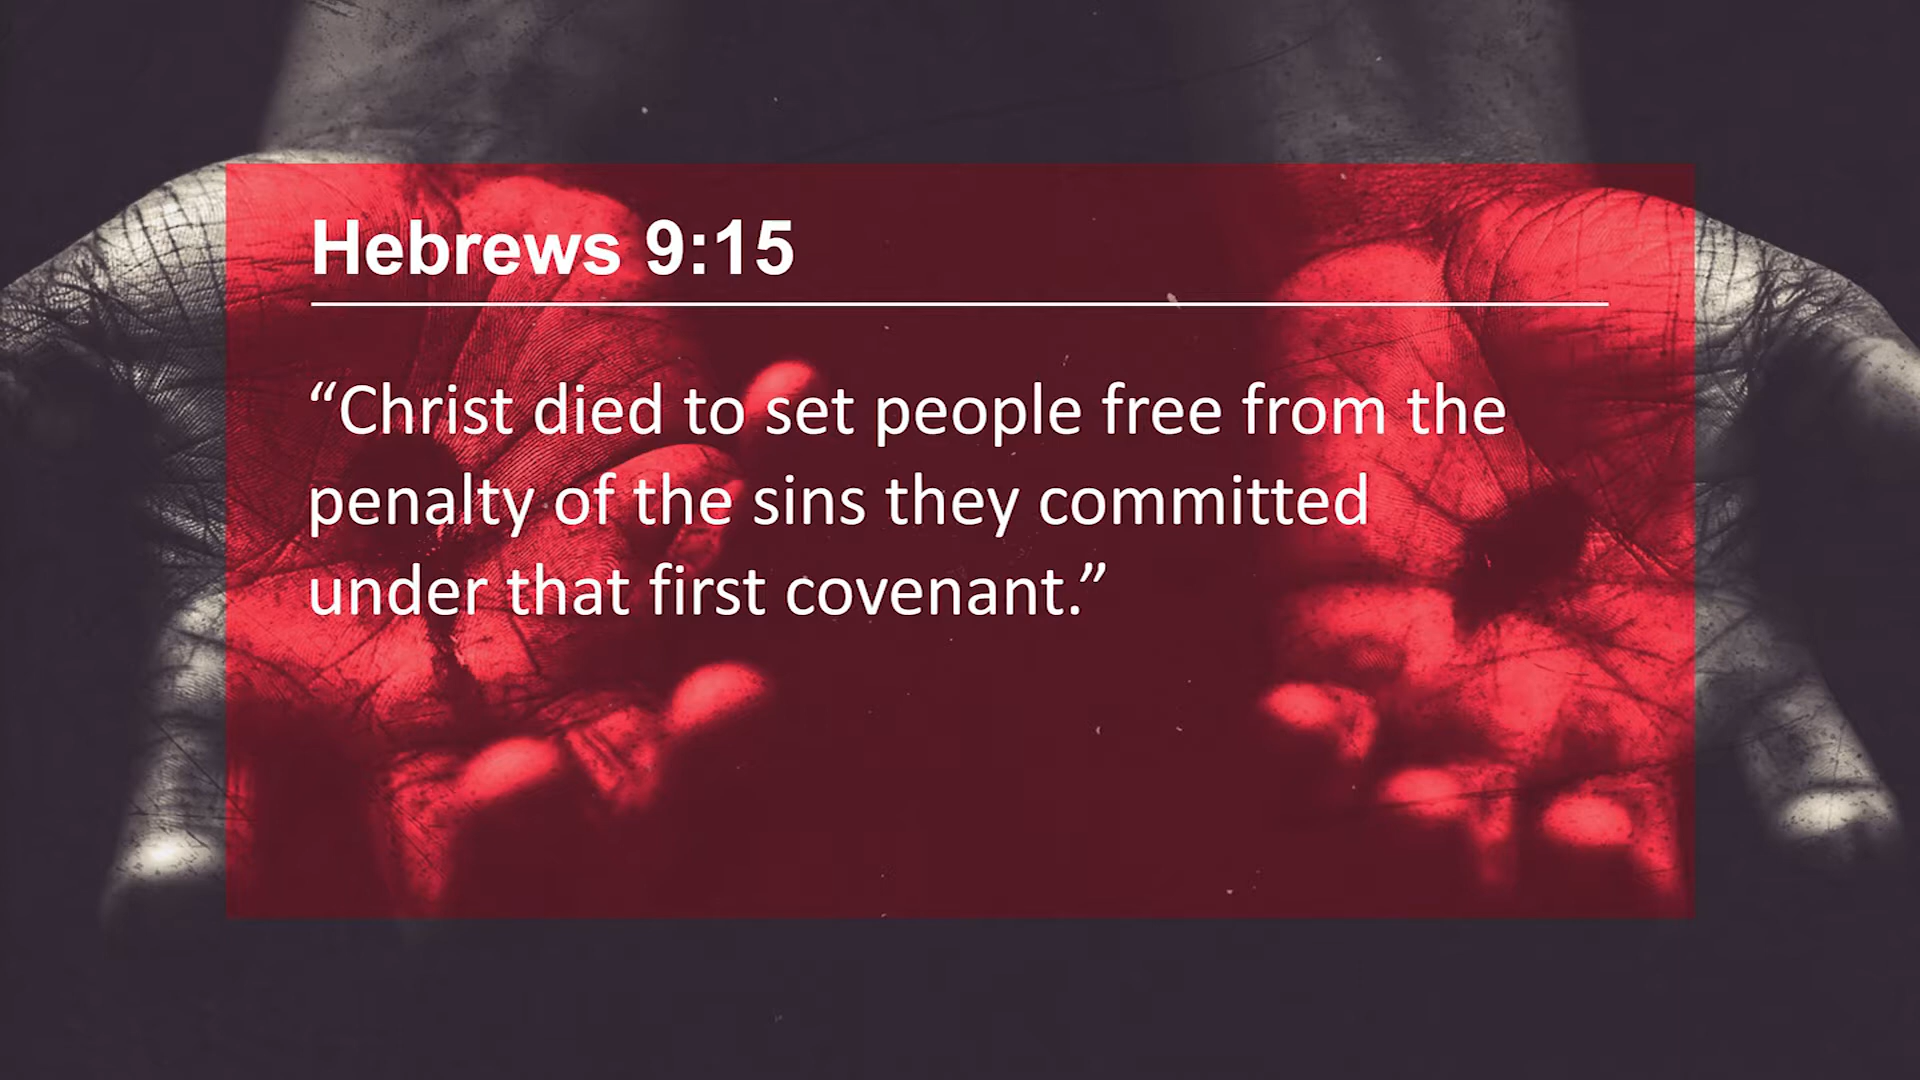 Hebrews 9:15
“Christ died to set people free from the
penalty of the sins they committed
under that first covenant.”